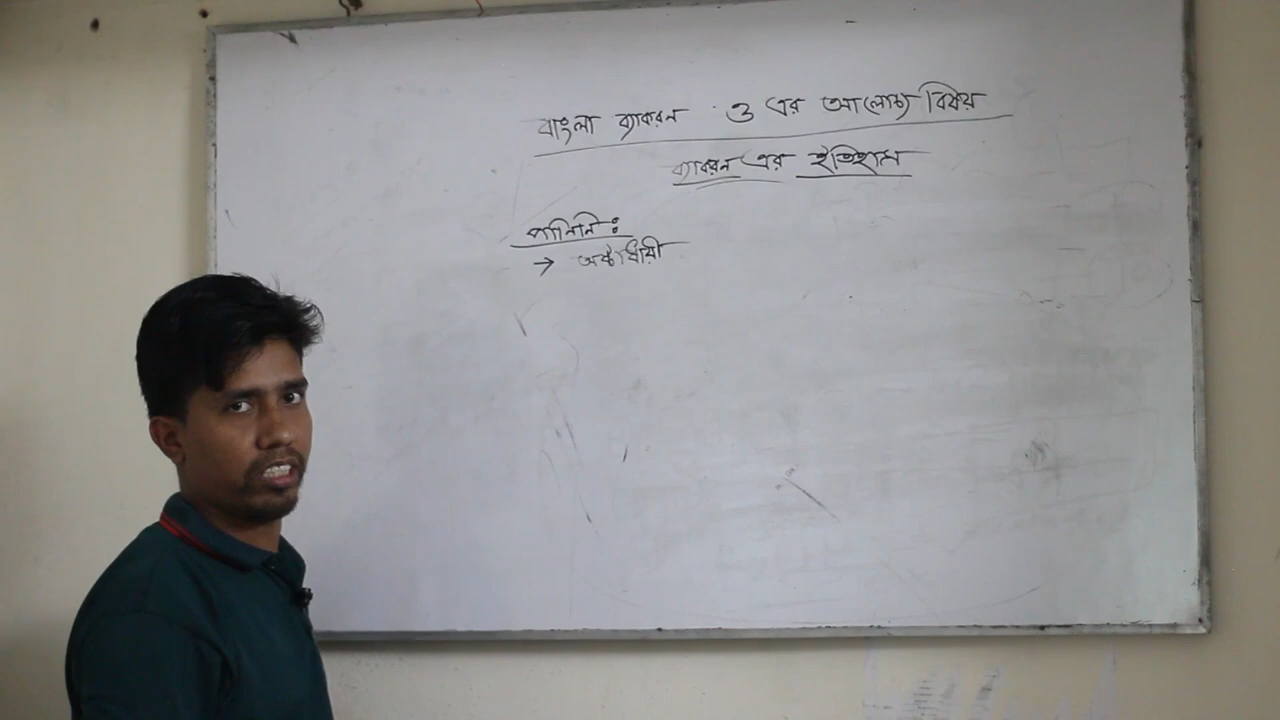 বাংলা ব্যাকরন ও এর আলোচ্য বিষয়
ব্যাকরন এর ইতিহাস
পানিনি:
→ অষ্টাধ্যিয়ী